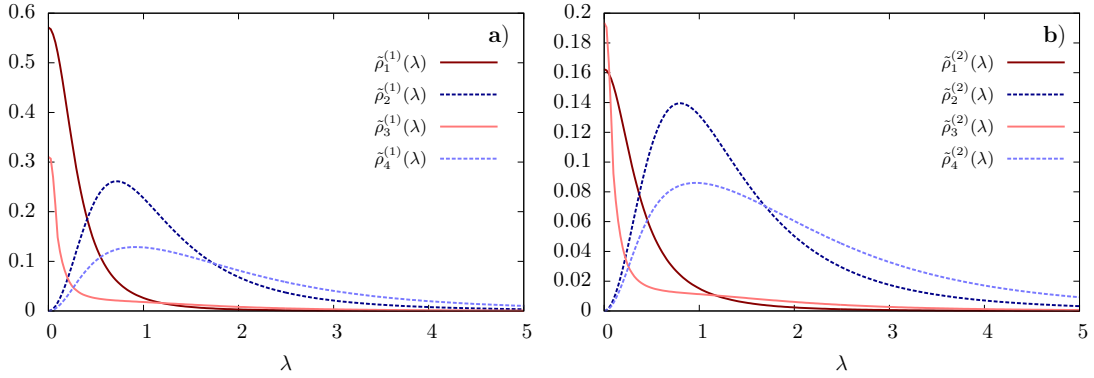 a)
0.6
0.5
0.4
0.3
0.2
0.1
0
0 1 2 3 4 5
λ
ρ̃₁⁽¹⁾(λ)
ρ̃₂⁽¹⁾(λ)
ρ̃₃⁽¹⁾(λ)
ρ̃₄⁽¹⁾(λ)
b)
0.2
0.18
0.16
0.14
0.12
0.1
0.08
0.06
0.04
0.02
0
0 1 2 3 4 5
λ
ρ̃₁⁽²⁾(λ)
ρ̃₂⁽²⁾(λ)
ρ̃₃⁽²⁾(λ)
ρ̃₄⁽²⁾(λ)